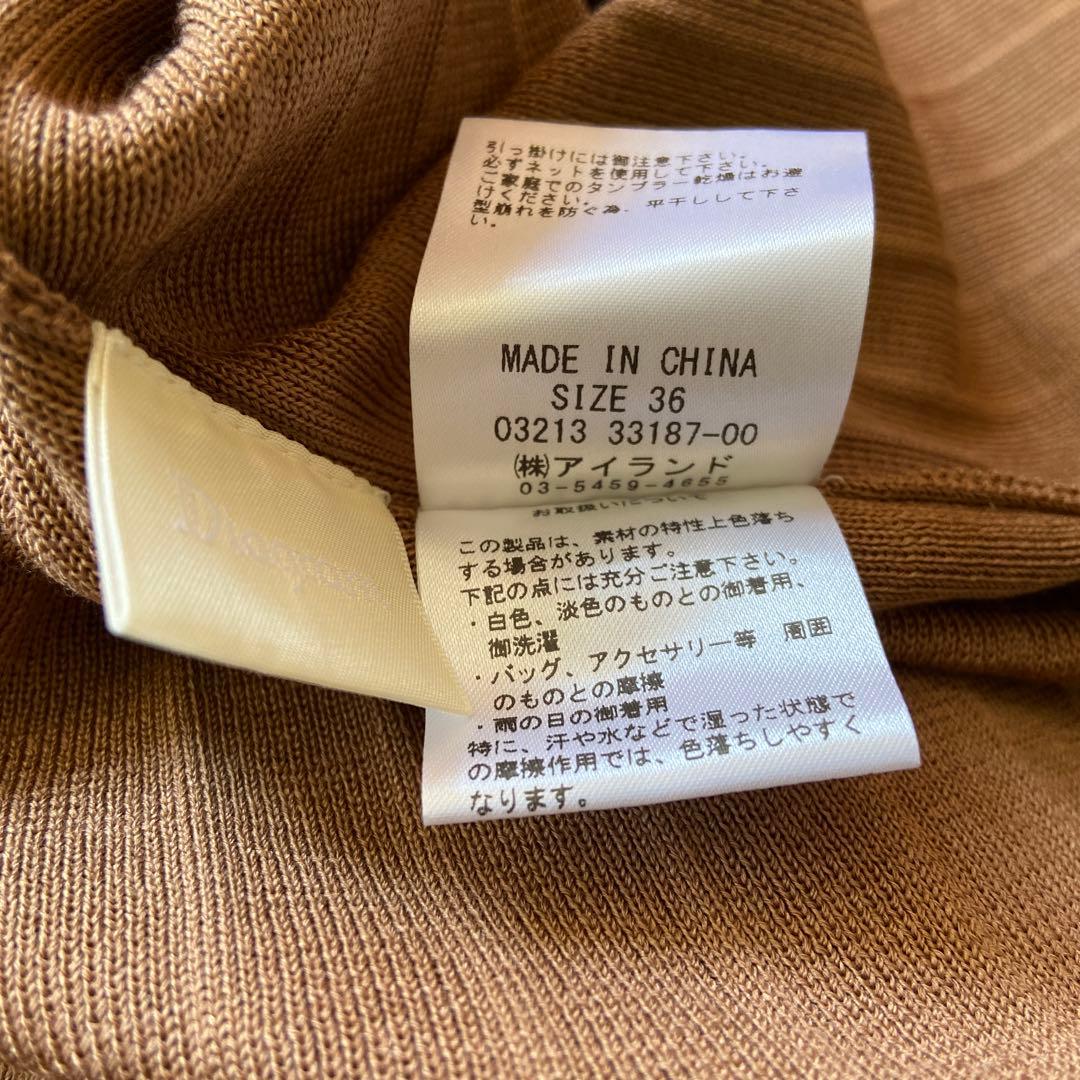 引っ掛けには御注意下さい。
必ずネットを使用して下さい。
ご家庭でのタンブラー乾燥はお避
けください。
型崩れを防ぐ為、平干しして下さ
い。
MADE IN CHINA
SIZE 36
03213 33187-00
㈱アイランド
03-5459-4655
お取扱いについて
この製品は、素材の特性上色落ち
する場合があります。
下記の点には充分ご注意下さい。
・白色、淡色のものとの御着用、
御洗濯
・バッグ、アクセサリー等 周囲
のものとの摩擦
・雨の日の御着用
特に、汗や水などで湿った状態で
の摩擦作用では、色落ちしやすく
なります。